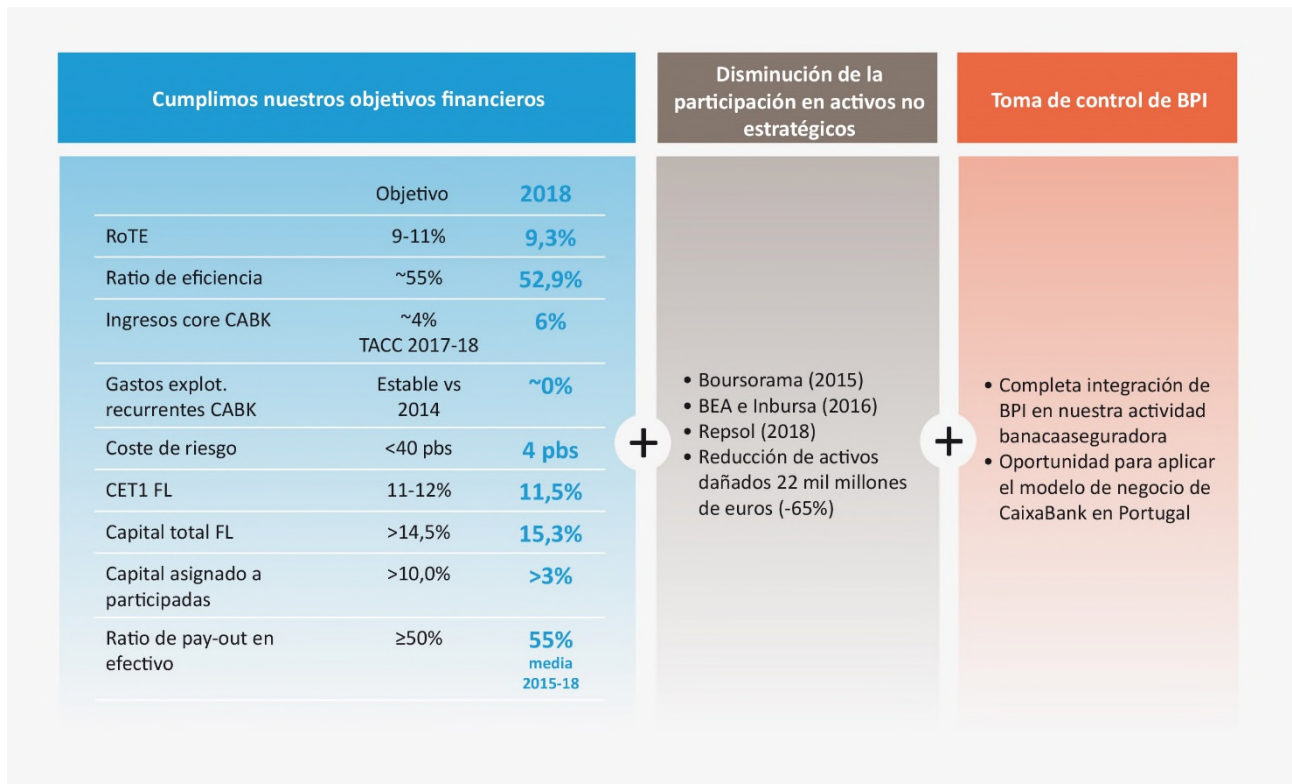 Cumplimos nuestros objetivos financieros
Objetivo 2018
RoTE 9-11% 9,3%
Ratio de eficiencia ~55% 52,9%
Ingresos core CABK ~4% 6%
TACC 2017-18
Gastos explot. Estable vs ~0%
recurrentes CABK 2014
Coste de riesgo <40 pbs 4 pbs
CET1 FL 11-12% 11,5%
Capital total FL >14,5% 15,3%
Capital asignado a >10,0% >3%
participadas
Ratio de pay-out en ≥50% 55%
efectivo media
2015-18
+
Disminución de la
participación en activos no
estratégicos
• Boursorama (2015)
• BEA e Inbursa (2016)
• Repsol (2018)
• Reducción de activos
dañados 22 mil millones
de euros (-65%)
+
Toma de control de BPI
• Completa integración de
BPI en nuestra actividad
banacaaseguradora
• Oportunidad para aplicar
el modelo de negocio de
CaixaBank en Portugal